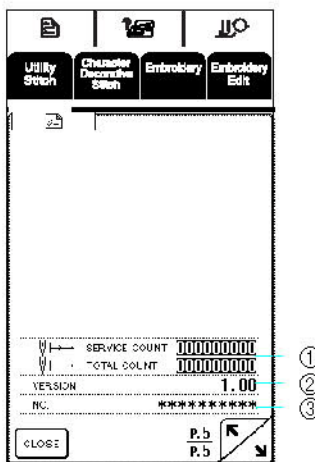 Utility Stitch
Character Decorative Stitch
Embroidery
Embroidery Edit
SERVICE COUNT 000000000
TOTAL COUNT 000000000
VERSION 1.00
NO. **********
CLOSE
P.5
P.5
①
②
③